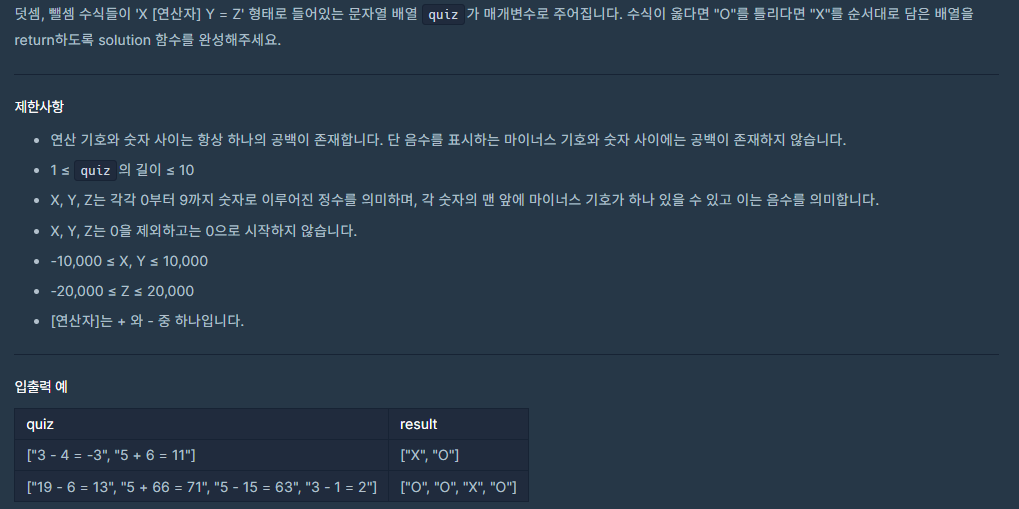 덧셈, 뺄셈 수식들이 'X [연산자] Y = Z' 형태로 들어있는 문자열 배열 quiz가 매개변수로 주어집니다. 수식이 옳다면 "O"를 틀리다면 "X"를 순서대로 담은 배열을
return하도록 solution 함수를 완성해주세요.
제한사항
• 연산 기호와 숫자 사이는 항상 하나의 공백이 존재합니다. 단 음수를 표시하는 마이너스 기호와 숫자 사이에는 공백이 존재하지 않습니다.
• 1 ≤ quiz의 길이 ≤ 10
• X, Y, Z는 각각 0부터 9까지 숫자로 이루어진 정수를 의미하며, 각 숫자의 맨 앞에 마이너스 기호가 하나 있을 수 있고 이는 음수를 의미합니다.
• X, Y, Z는 0을 제외하고는 0으로 시작하지 않습니다.
• -10,000 ≤ X, Y ≤ 10,000
• -20,000 ≤ Z ≤ 20,000
• [연산자]는 + 와 - 중 하나입니다.
입출력 예
quiz result
["3 - 4 = -3", "5 + 6 = 11"] ["X", "O"]
["19 - 6 = 13", "5 + 66 = 71", "5 - 15 = 63", "3 - 1 = 2"] ["O", "O", "X", "O"]